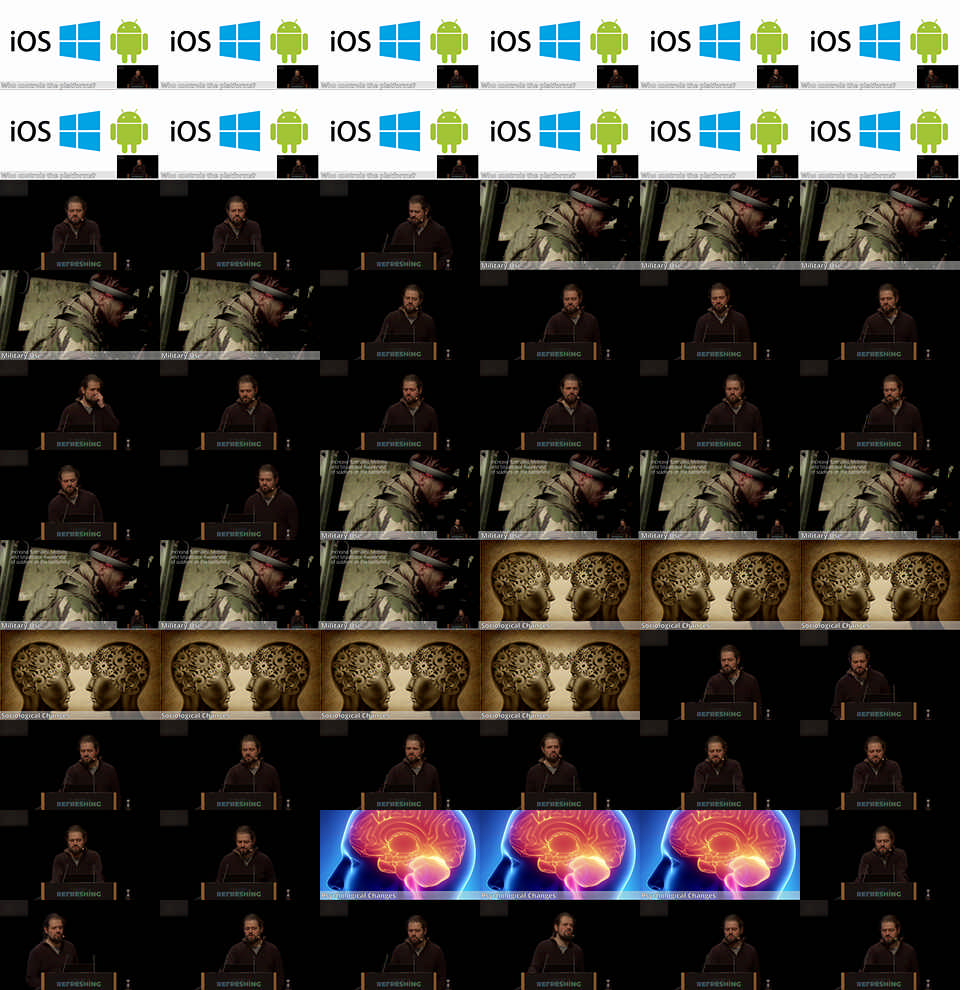 iOS iOS iOS iOS iOS iOS
Who controls the platforms? Who controls the platforms? Who controls the platforms? Who controls the platforms? Who controls the platforms? Who controls the platforms?
iOS iOS iOS iOS iOS iOS
Who controls the platforms? Who controls the platforms? Who controls the platforms? Who controls the platforms? Who controls the platforms? Who controls the platforms?
REFRESHING REFRESHING REFRESHING Military Use Military Use Military Use
Military Use Military Use REFRESHING REFRESHING REFRESHING REFRESHING
REFRESHING REFRESHING REFRESHING REFRESHING REFRESHING REFRESHING
REFRESHING REFRESHING Military Use Military Use Military Use Military Use
Military Use Military Use Military Use Sociological Changes Sociological Changes Sociological Changes
Sociological Changes Sociological Changes Sociological Changes Sociological Changes REFRESHING REFRESHING
REFRESHING REFRESHING REFRESHING REFRESHING REFRESHING REFRESHING
REFRESHING REFRESHING Psychological Changes Psychological Changes Psychological Changes REFRESHING
REFRESHING REFRESHING REFRESHING REFRESHING REFRESHING REFRESHING